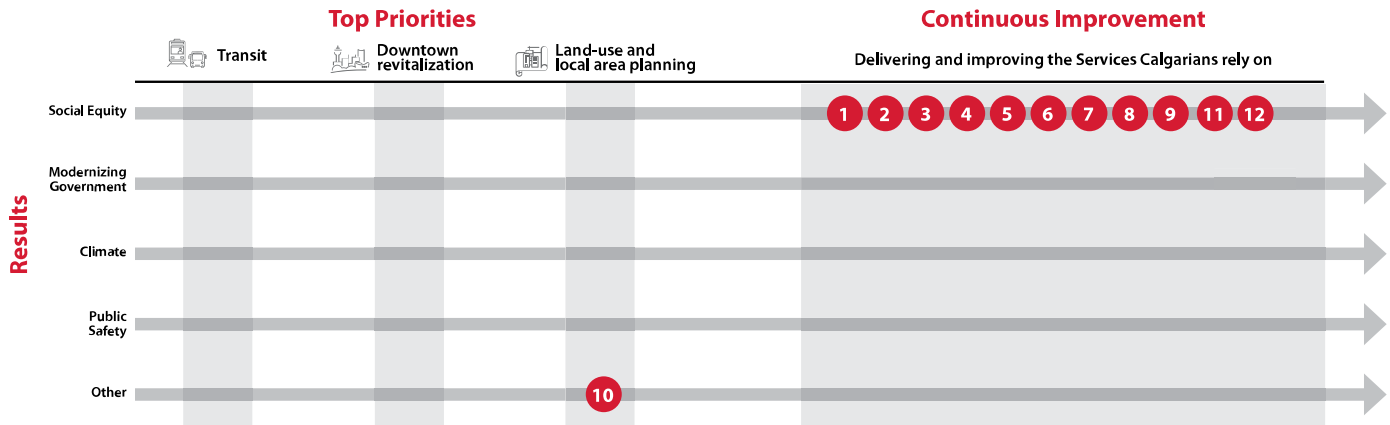 Top Priorities
Continuous Improvement
Transit
Downtown
revitalization
Land-use and
local area planning
Delivering and improving the Services Calgarians rely on
Results
Social Equity
1 2 3 4 5 6 7 8 9 11 12
Modernizing
Government
Climate
Public
Safety
Other
10